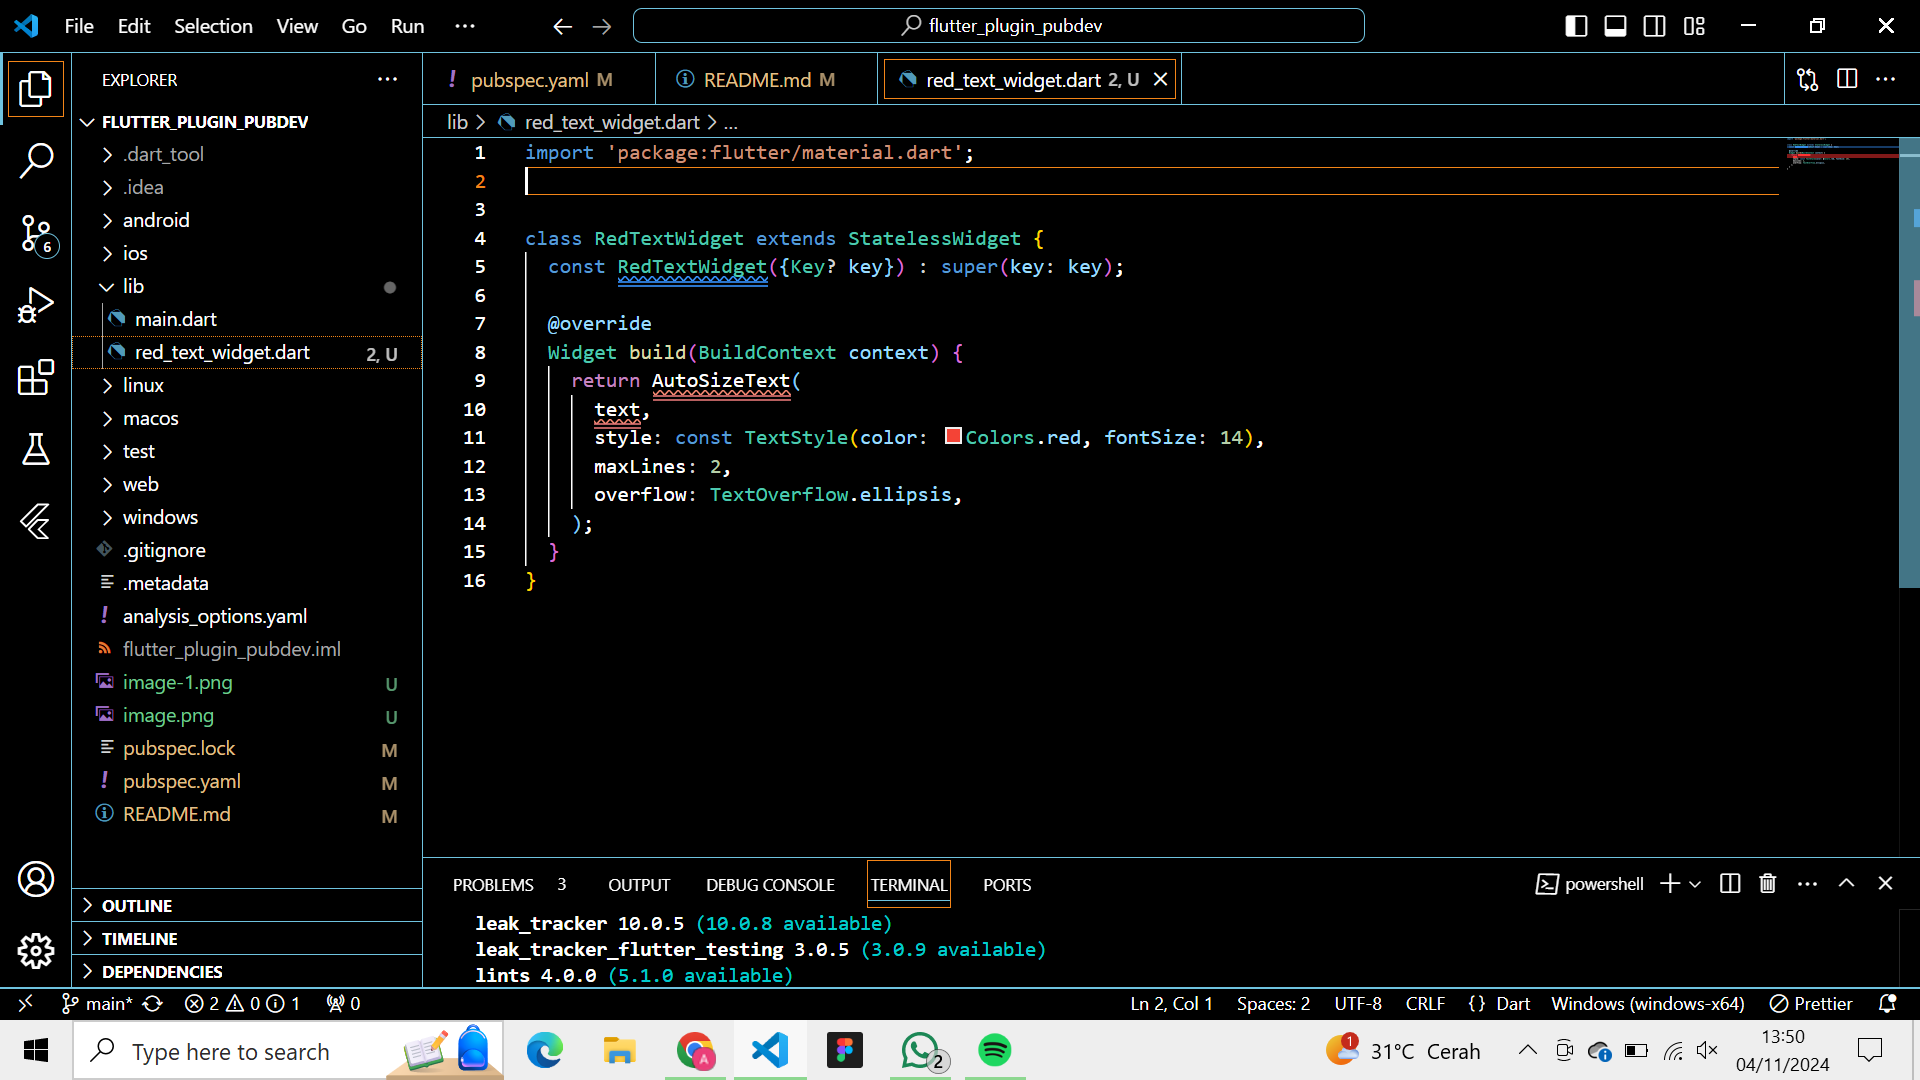 File Edit Selection View Go Run ···
flutter_plugin_pubdev
EXPLORER ···
FLUTTER_PLUGIN_PUBDEV
.dart_tool
.idea
android
ios
lib
main.dart
red_text_widget.dart 2, U
linux
macos
test
web
windows
.gitignore
.metadata
analysis_options.yaml
flutter_plugin_pubdev.iml
image-1.png U
image.png U
pubspec.lock M
pubspec.yaml M
README.md M
OUTLINE
TIMELINE
DEPENDENCIES
6
pubspec.yaml M README.md M red_text_widget.dart 2, U
lib > red_text_widget.dart > ...
1 import 'package:flutter/material.dart';
2
3
4 class RedTextWidget extends StatelessWidget {
5 const RedTextWidget({Key? key}) : super(key: key);
6
7 @override
8 Widget build(BuildContext context) {
9 return AutoSizeText(
10 text,
11 style: const TextStyle(color: Colors.red, fontSize: 14),
12 maxLines: 2,
13 overflow: TextOverflow.ellipsis,
14 );
15 }
16 }
PROBLEMS 3 OUTPUT DEBUG CONSOLE TERMINAL PORTS powershell
leak_tracker 10.0.5 (10.0.8 available)
leak_tracker_flutter_testing 3.0.5 (3.0.9 available)
lints 4.0.0 (5.1.0 available)
main* 2 0 1 0 Ln 2, Col 1 Spaces: 2 UTF-8 CRLF {} Dart Windows (windows-x64) Prettier
Type here to search
A
2
1
31°C Cerah
13:50
04/11/2024